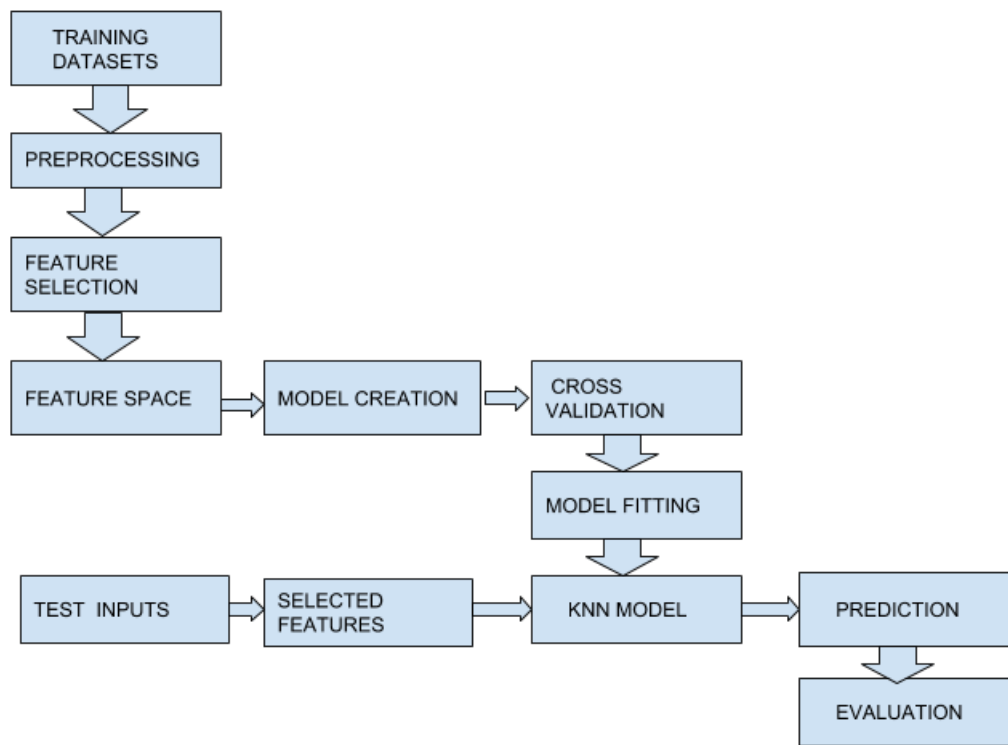 TRAINING
DATASETS
PREPROCESSING
FEATURE
SELECTION
FEATURE SPACE
MODEL CREATION
CROSS
VALIDATION
MODEL FITTING
TEST INPUTS
SELECTED
FEATURES
KNN MODEL
PREDICTION
EVALUATION